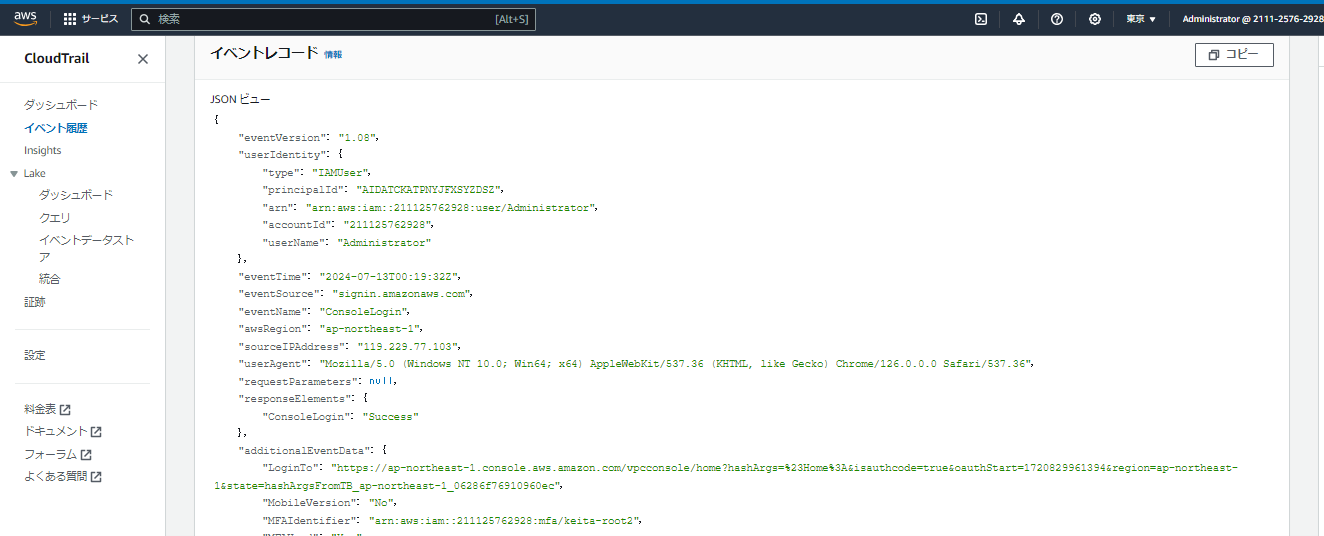 aws サービス 検索 [Alt+S] 東京 ▼ Administrator @ 2111-2576-2928
CloudTrail
ダッシュボード
イベント履歴
Insights
Lake
ダッシュボード
クエリ
イベントデータスト
ア
統合
証跡
設定
料金表
ドキュメント
フォーラム
よくある質問
イベントレコード 情報 コピー
JSON ビュー
{
"eventVersion": "1.08",
"userIdentity": {
"type": "IAMUser",
"principalId": "AIDATCKATPNYJFXSYZDSZ",
"arn": "arn:aws:iam::211125762928:user/Administrator",
"accountId": "211125762928",
"userName": "Administrator"
},
"eventTime": "2024-07-13T00:19:32Z",
"eventSource": "signin.amazonaws.com",
"eventName": "ConsoleLogin",
"awsRegion": "ap-northeast-1",
"sourceIPAddress": "119.229.77.103",
"userAgent": "Mozilla/5.0 (Windows NT 10.0; Win64; x64) AppleWebKit/537.36 (KHTML, like Gecko) Chrome/126.0.0.0 Safari/537.36",
"requestParameters": null,
"responseElements": {
"ConsoleLogin": "Success"
},
"additionalEventData": {
"LoginTo": "https://ap-northeast-1.console.aws.amazon.com/vpcconsole/home?hashArgs=%23Home%3A&isauthcode=true&oauthStart=1720829961394&region=ap-northeast-
1&state=hashArgsFromTB_ap-northeast-1_06286f76910960ec",
"MobileVersion": "No",
"MFAIdentifier": "arn:aws:iam::211125762928:mfa/keita-root2",